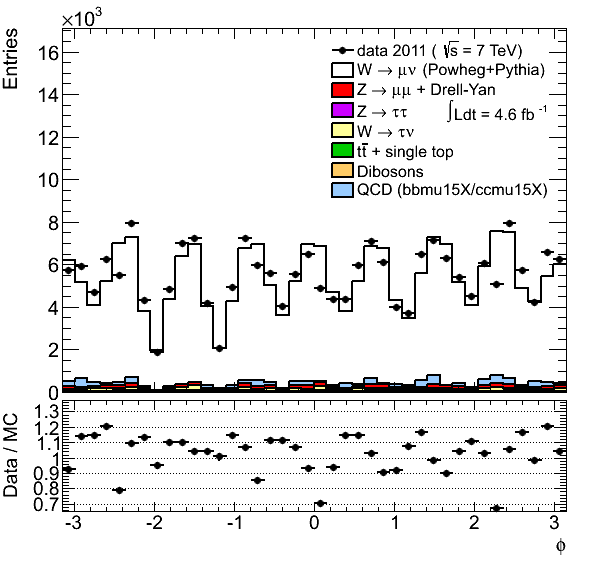 ×10³
Entries
16
14
12
10
8
6
4
2
0
data 2011 ( √s = 7 TeV)
W → μν (Powheg+Pythia)
Z → μμ + Drell-Yan
Z → ττ
∫Ldt = 4.6 fb⁻¹
W → τν
tt̄ + single top
Dibosons
QCD (bbmu15X/ccmu15X)
Data / MC
1.3
1.2
1.1
1
0.9
0.8
0.7
-3 -2 -1 0 1 2 3
ϕ